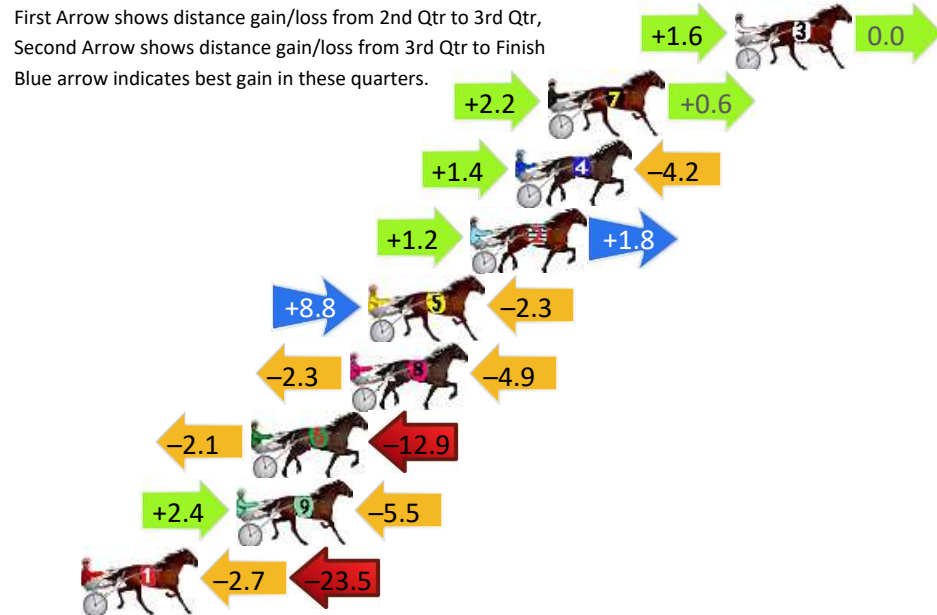 First Arrow shows distance gain/loss from 2nd Qtr to 3rd Qtr,
Second Arrow shows distance gain/loss from 3rd Qtr to Finish
Blue arrow indicates best gain in these quarters.
+1.6 3 0.0
+2.2 7 +0.6
+1.4 4 –4.2
+1.2 2 +1.8
+8.8 5 –2.3
–2.3 8 –4.9
–2.1 6 –12.9
+2.4 9 –5.5
1 –2.7 –23.5